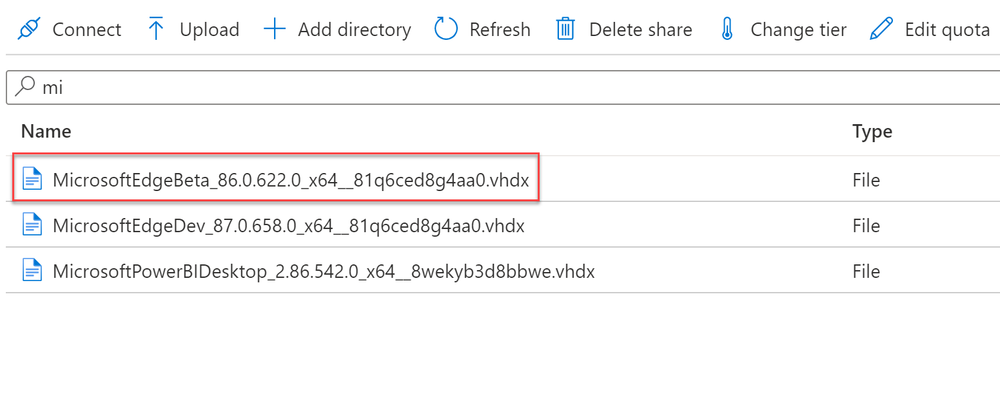 Connect Upload Add directory Refresh Delete share Change tier Edit quota
mi
Name Type
MicrosoftEdgeBeta_86.0.622.0_x64__81q6ced8g4aa0.vhdx File
MicrosoftEdgeDev_87.0.658.0_x64__81q6ced8g4aa0.vhdx File
MicrosoftPowerBIDesktop_2.86.542.0_x64__8wekyb3d8bbwe.vhdx File